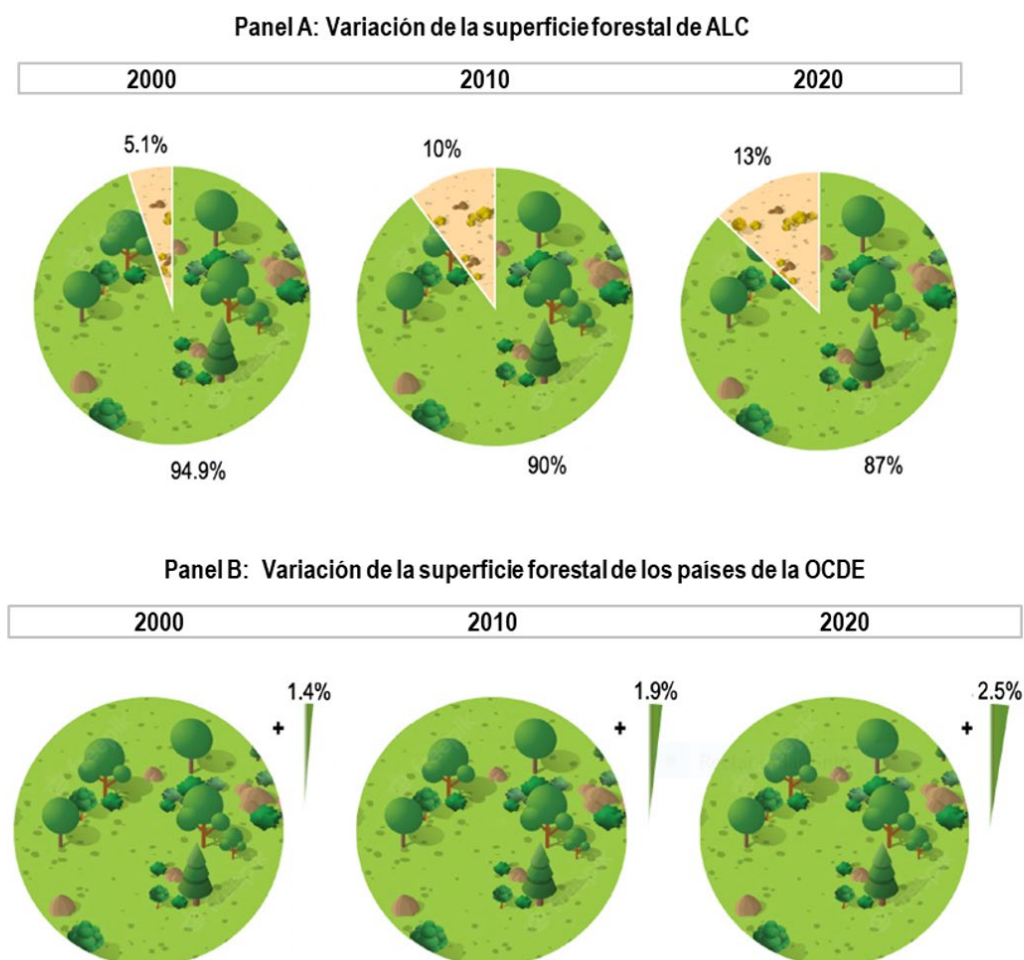 Panel A: Variación de la superficie forestal de ALC
2000 2010 2020
5.1% 10% 13%
94.9% 90% 87%
Panel B: Variación de la superficie forestal de los países de la OCDE
2000 2010 2020
+ 1.4% + 1.9% + 2.5%